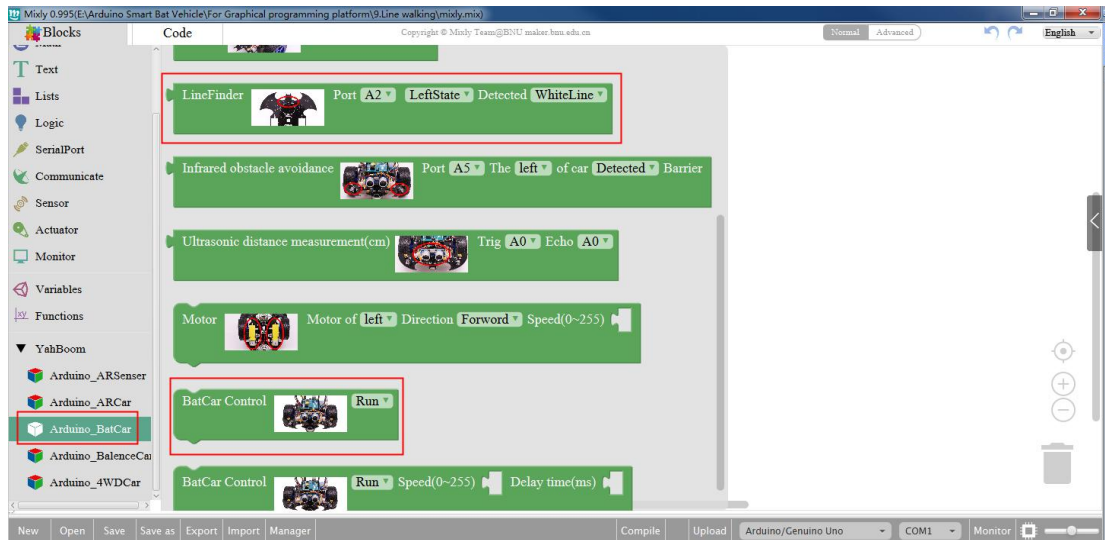 Mixly 0.995(E:\Arduino Smart Bat Vehicle\For Graphical programming platform\9.Line walking\mixly.mix)
Blocks Code Copyright © Mixly Team@BNU maker.bnu.edu.cn Normal Advanced English
Text
Lists
Logic
SerialPort
Communicate
Sensor
Actuator
Monitor
Variables
Functions
YahBoom
Arduino_ARSenser
Arduino_ARCar
Arduino_BatCar
Arduino_BalenceCar
Arduino_4WDCar
LineFinder Port A2 LeftState Detected WhiteLine
Infrared obstacle avoidance Port A5 The left of car Detected Barrier
Ultrasonic distance measurement(cm) Trig A0 Echo A0
Motor Motor of left Direction Forword Speed(0~255)
BatCar Control Run
BatCar Control Run Speed(0~255) Delay time(ms)
New Open Save Save as Export Import Manager Compile Upload Arduino/Genuino Uno COM1 Monitor